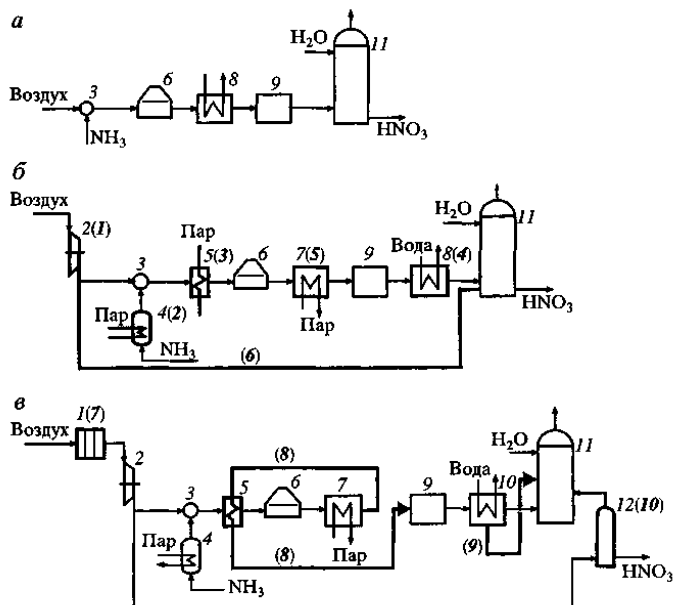 а
H₂O
11
Воздух
3
6
8
9
NH₃
HNO₃
б
Воздух
2(1)
Пар
H₂O
11
3
5(3)
6
7(5)
9
Вода
8(4)
Пар
4(2)
Пар
NH₃
(6)
HNO₃
в
1(7)
Воздух
2
(8)
H₂O
11
3
5
6
7
9
Вода
10
12(10)
Пар
4
Пар
(8)
(9)
NH₃
HNO₃